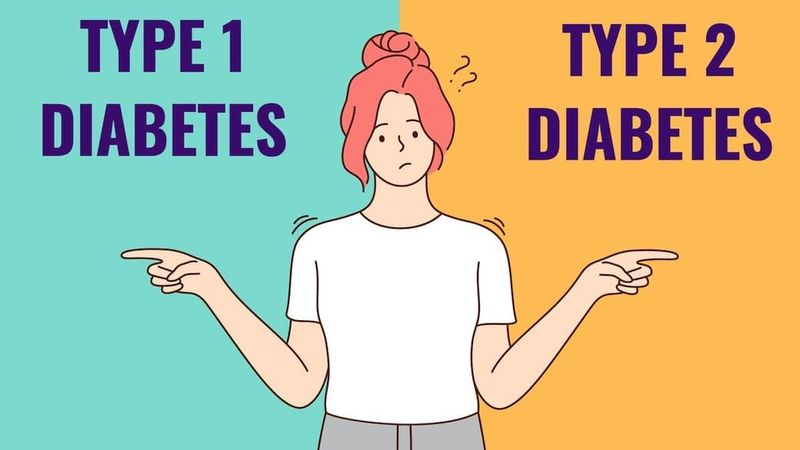 TYPE 1
DIABETES
TYPE 2
DIABETES
??